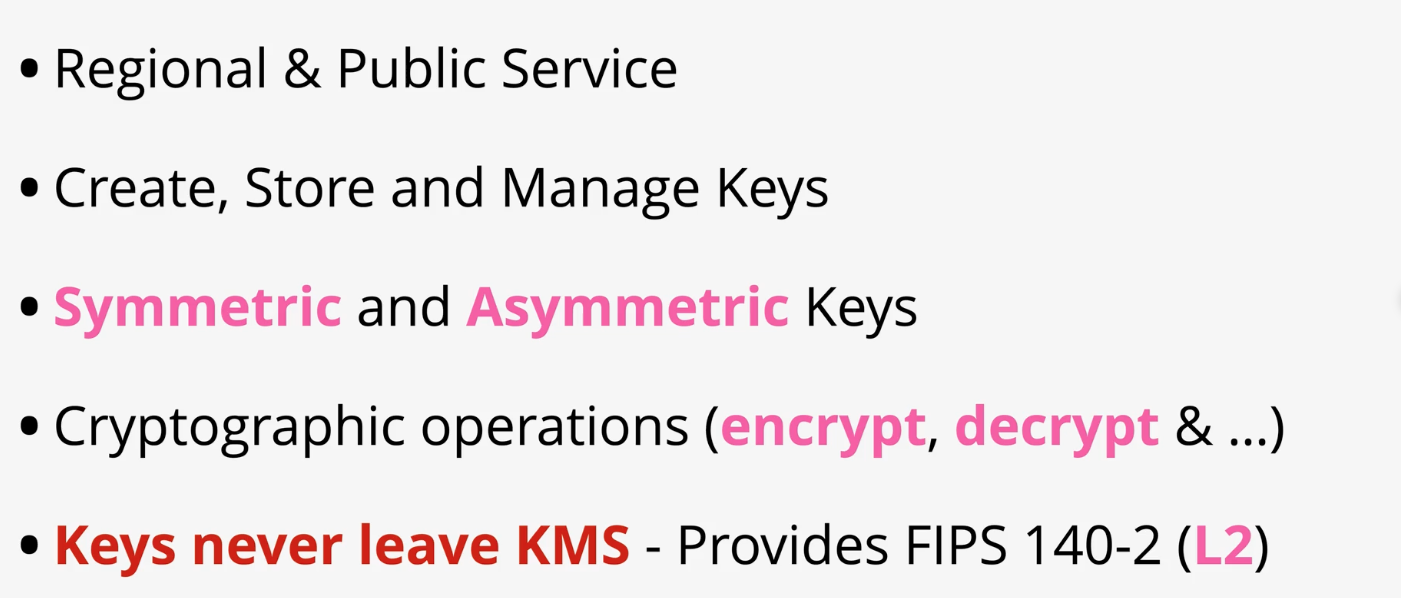 • Regional & Public Service
• Create, Store and Manage Keys
• Symmetric and Asymmetric Keys
• Cryptographic operations (encrypt, decrypt & ...)
• Keys never leave KMS - Provides FIPS 140-2 (L2)